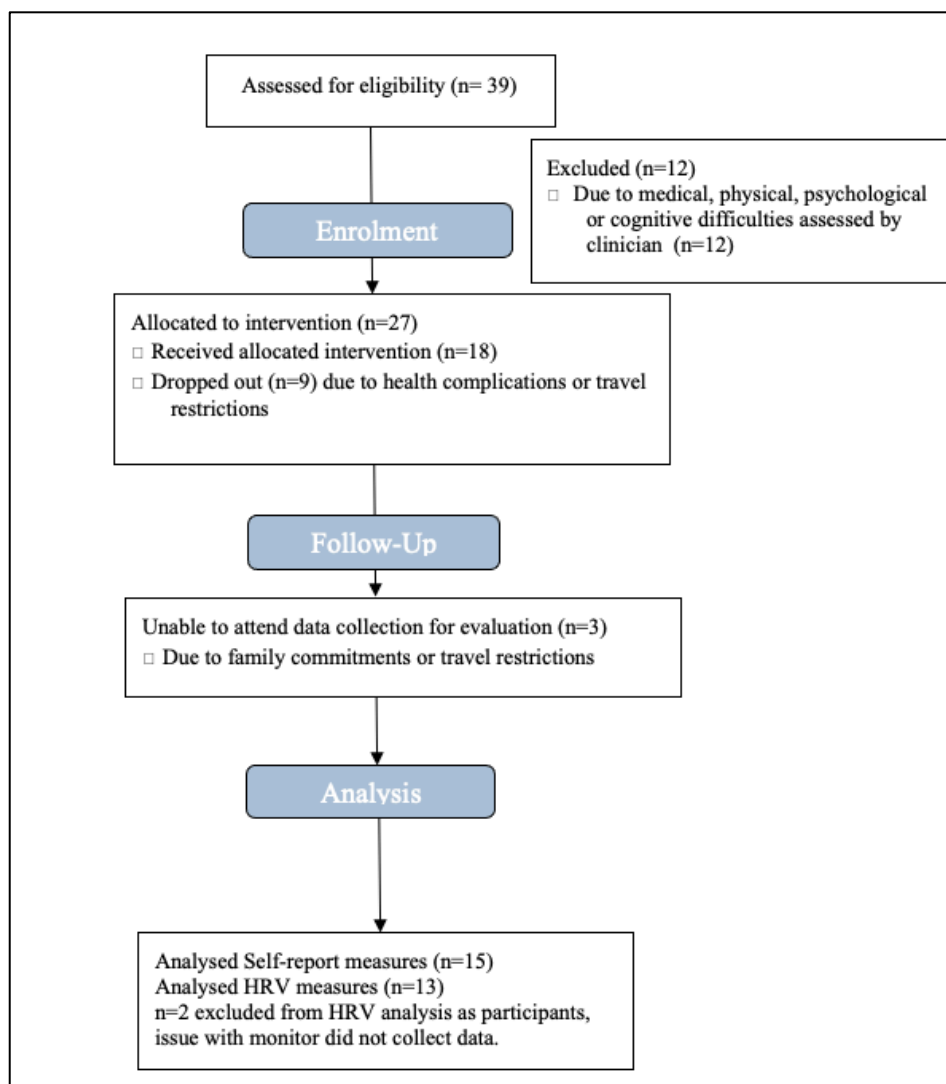 Assessed for eligibility (n= 39)
Excluded (n=12)
□ Due to medical, physical, psychological
or cognitive difficulties assessed by
clinician (n=12)
Enrolment
Allocated to intervention (n=27)
□ Received allocated intervention (n=18)
□ Dropped out (n=9) due to health complications or travel
restrictions
Follow-Up
Unable to attend data collection for evaluation (n=3)
□ Due to family commitments or travel restrictions
Analysis
Analysed Self-report measures (n=15)
Analysed HRV measures (n=13)
n=2 excluded from HRV analysis as participants,
issue with monitor did not collect data.